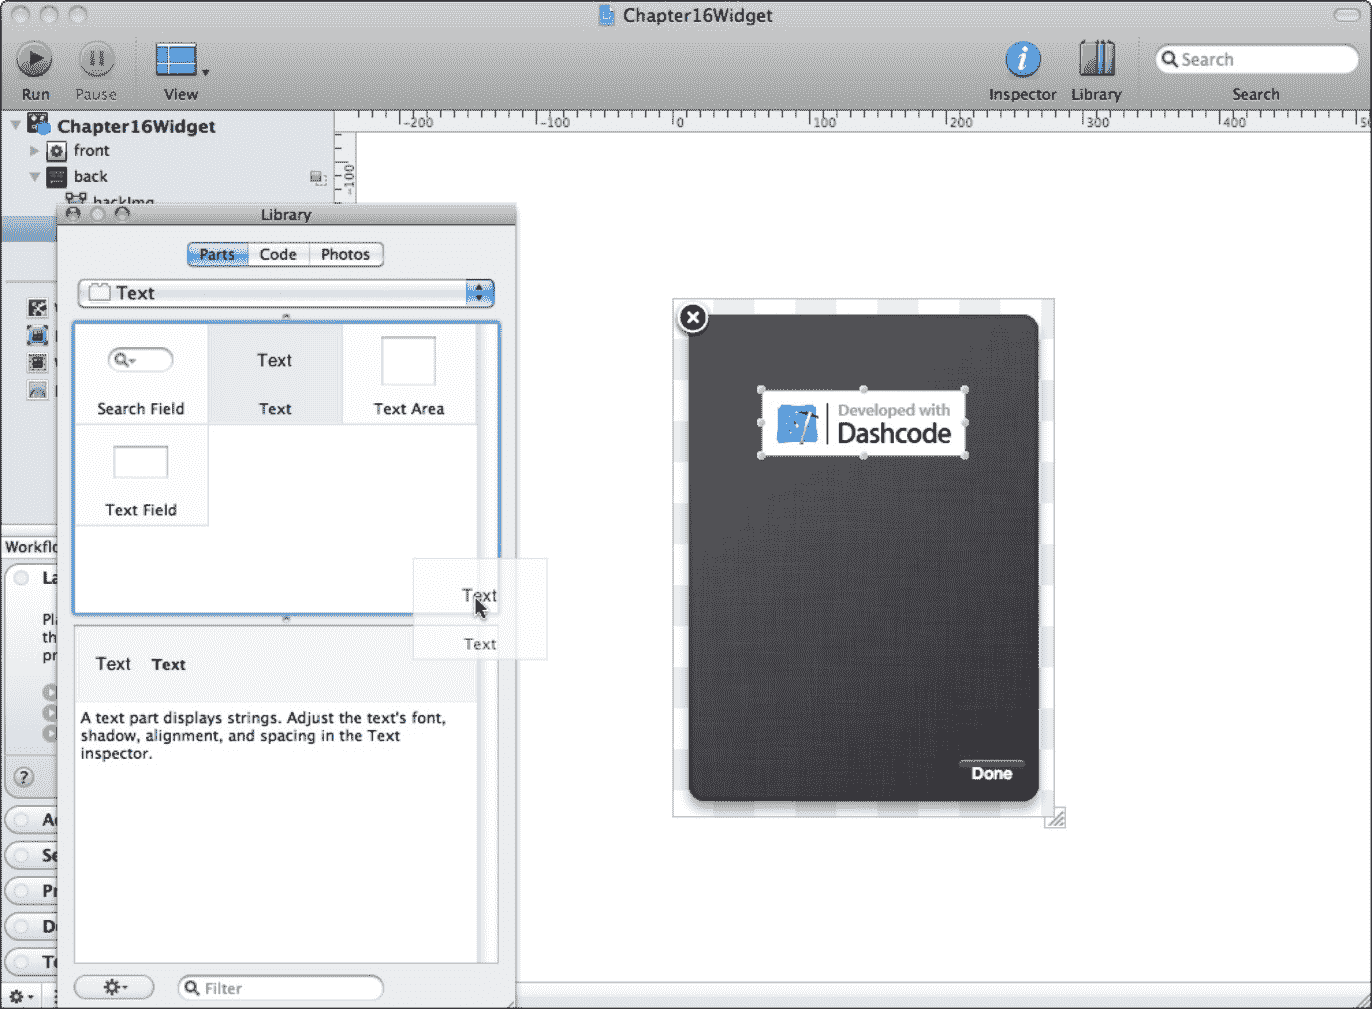 Chapter16Widget
Run
Pause
View
Inspector
Library
Search
Search
Chapter16Widget
front
back
backImg
-200
-100
0
100
200
300
400
-100
Library
Parts
Code
Photos
Text
Text
Search Field
Text
Text Area
Text Field
Text
Text
Text Text
A text part displays strings. Adjust the text's font,
shadow, alignment, and spacing in the Text
inspector.
Filter
Developed with
Dashcode
Done
?